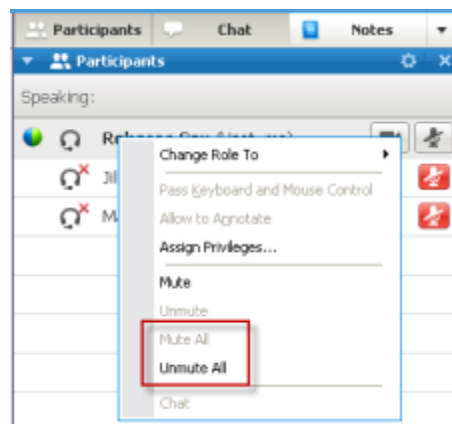 Participants Chat Notes
Participants
Speaking:
Change Role To
Jil
Pass Keyboard and Mouse Control
M
Allow to Annotate
Assign Privileges...
Mute
Unmute
Mute All
Unmute All
Chat